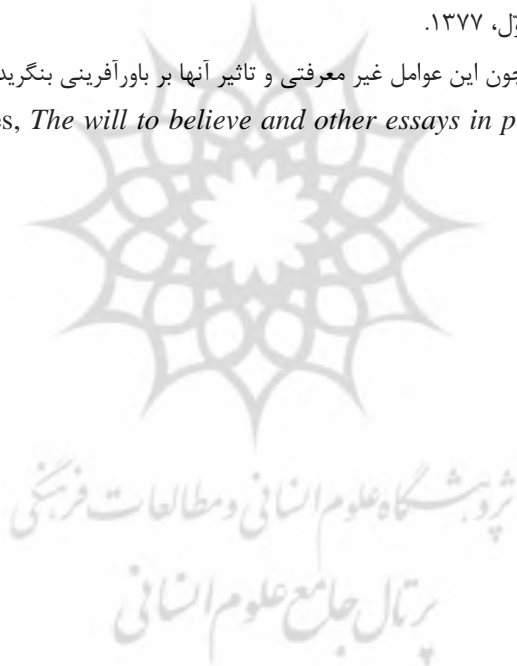 ّل، ۱۳۷۷.
چون این عوامل غیر معرفتی و تاثیر آنها بر باورآفرینی بنگرید
es, The will to believe and other essays in p
پژوهشگاه علوم انسانی و مطالعات فرهنگی
پرتال جامع علوم انسانی